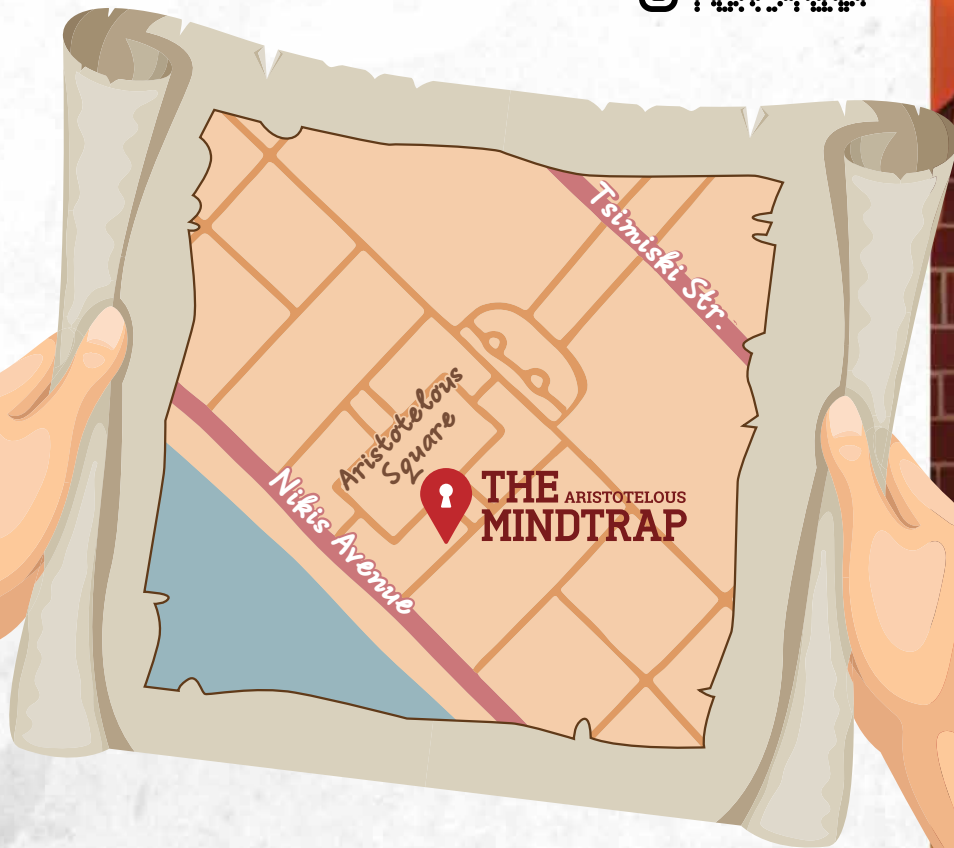 Tsimiski Str.
Aristotelous
Square
THE ARISTOTELOUS
MINDTRAP
Nikis Avenue